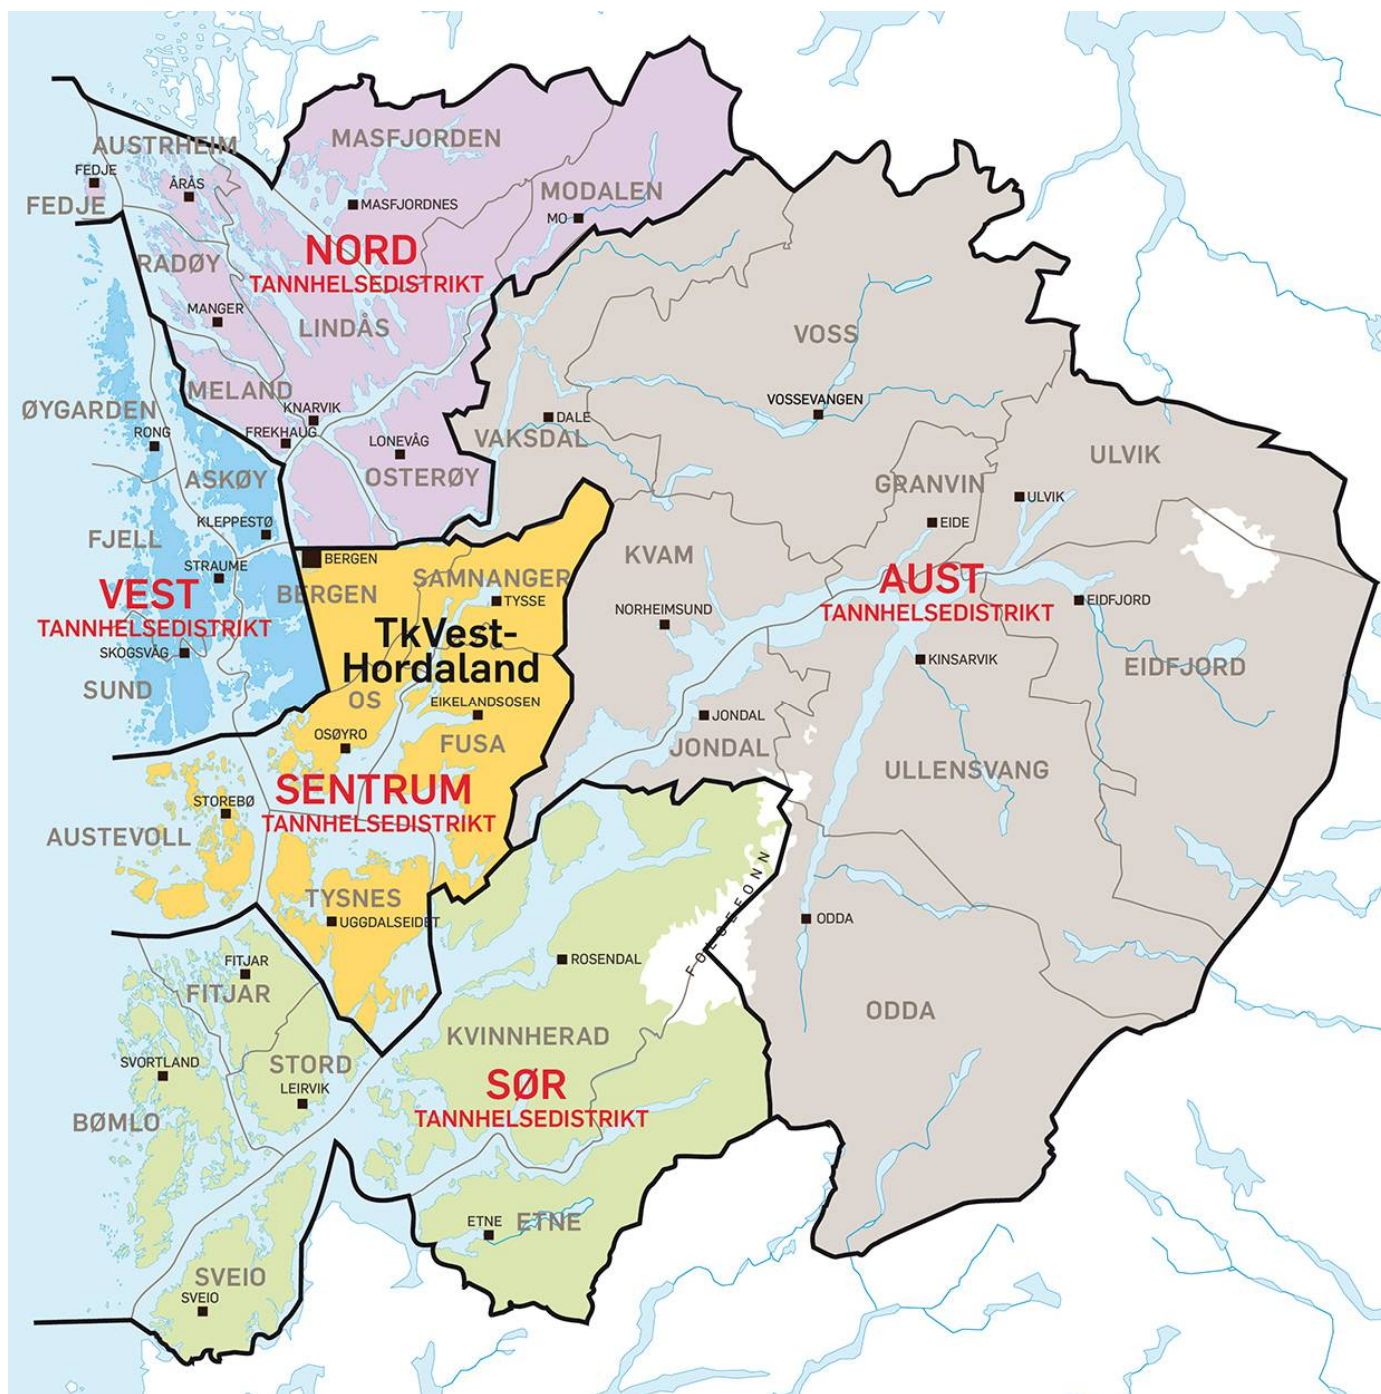 MASFJORDEN
AUSTRHEIM
FEDJE
ÅRÅS
FEDJE
MASFJORDNES
MODALEN
MO
NORD
TANNHELSEDISTRIKT
RADØY
MANGER
LINDÅS
MELAND
KNARVIK
FREKHAUG
LONEVÅG
OSTERØY
VOSS
VOSSEVANGEN
DALE
VAKSDAL
ØYGARDEN
RONG
ASKØY
KLEPPESTØ
FJELL
STRAUME
VEST
TANNHELSEDISTRIKT
SKOGSVÅG
SUND
BERGEN
BERGEN
SAMNANGER
TYSSE
TkVest-
Hordaland
OS
EIKELANDSOSEN
OSØYRO
FUSA
SENTRUM
TANNHELSEDISTRIKT
STOREBØ
AUSTEVOLL
TYSNES
UGGDALSEIDET
ULVIK
GRANVIN
ULVIK
EIDE
KVAM
NORHEIMSUND
AUST
TANNHELSEDISTRIKT
EIDFJORD
KINSARVIK
EIDFJORD
JONDAL
JONDAL
ULLENSVANG
FOLGEFONN
ODDA
ODDA
ROSENDAL
FITJAR
FITJAR
KVINNHERAD
STORD
LEIRVIK
SVORTLAND
BØMLO
SØR
TANNHELSEDISTRIKT
ETNE
ETNE
SVEIO
SVEIO